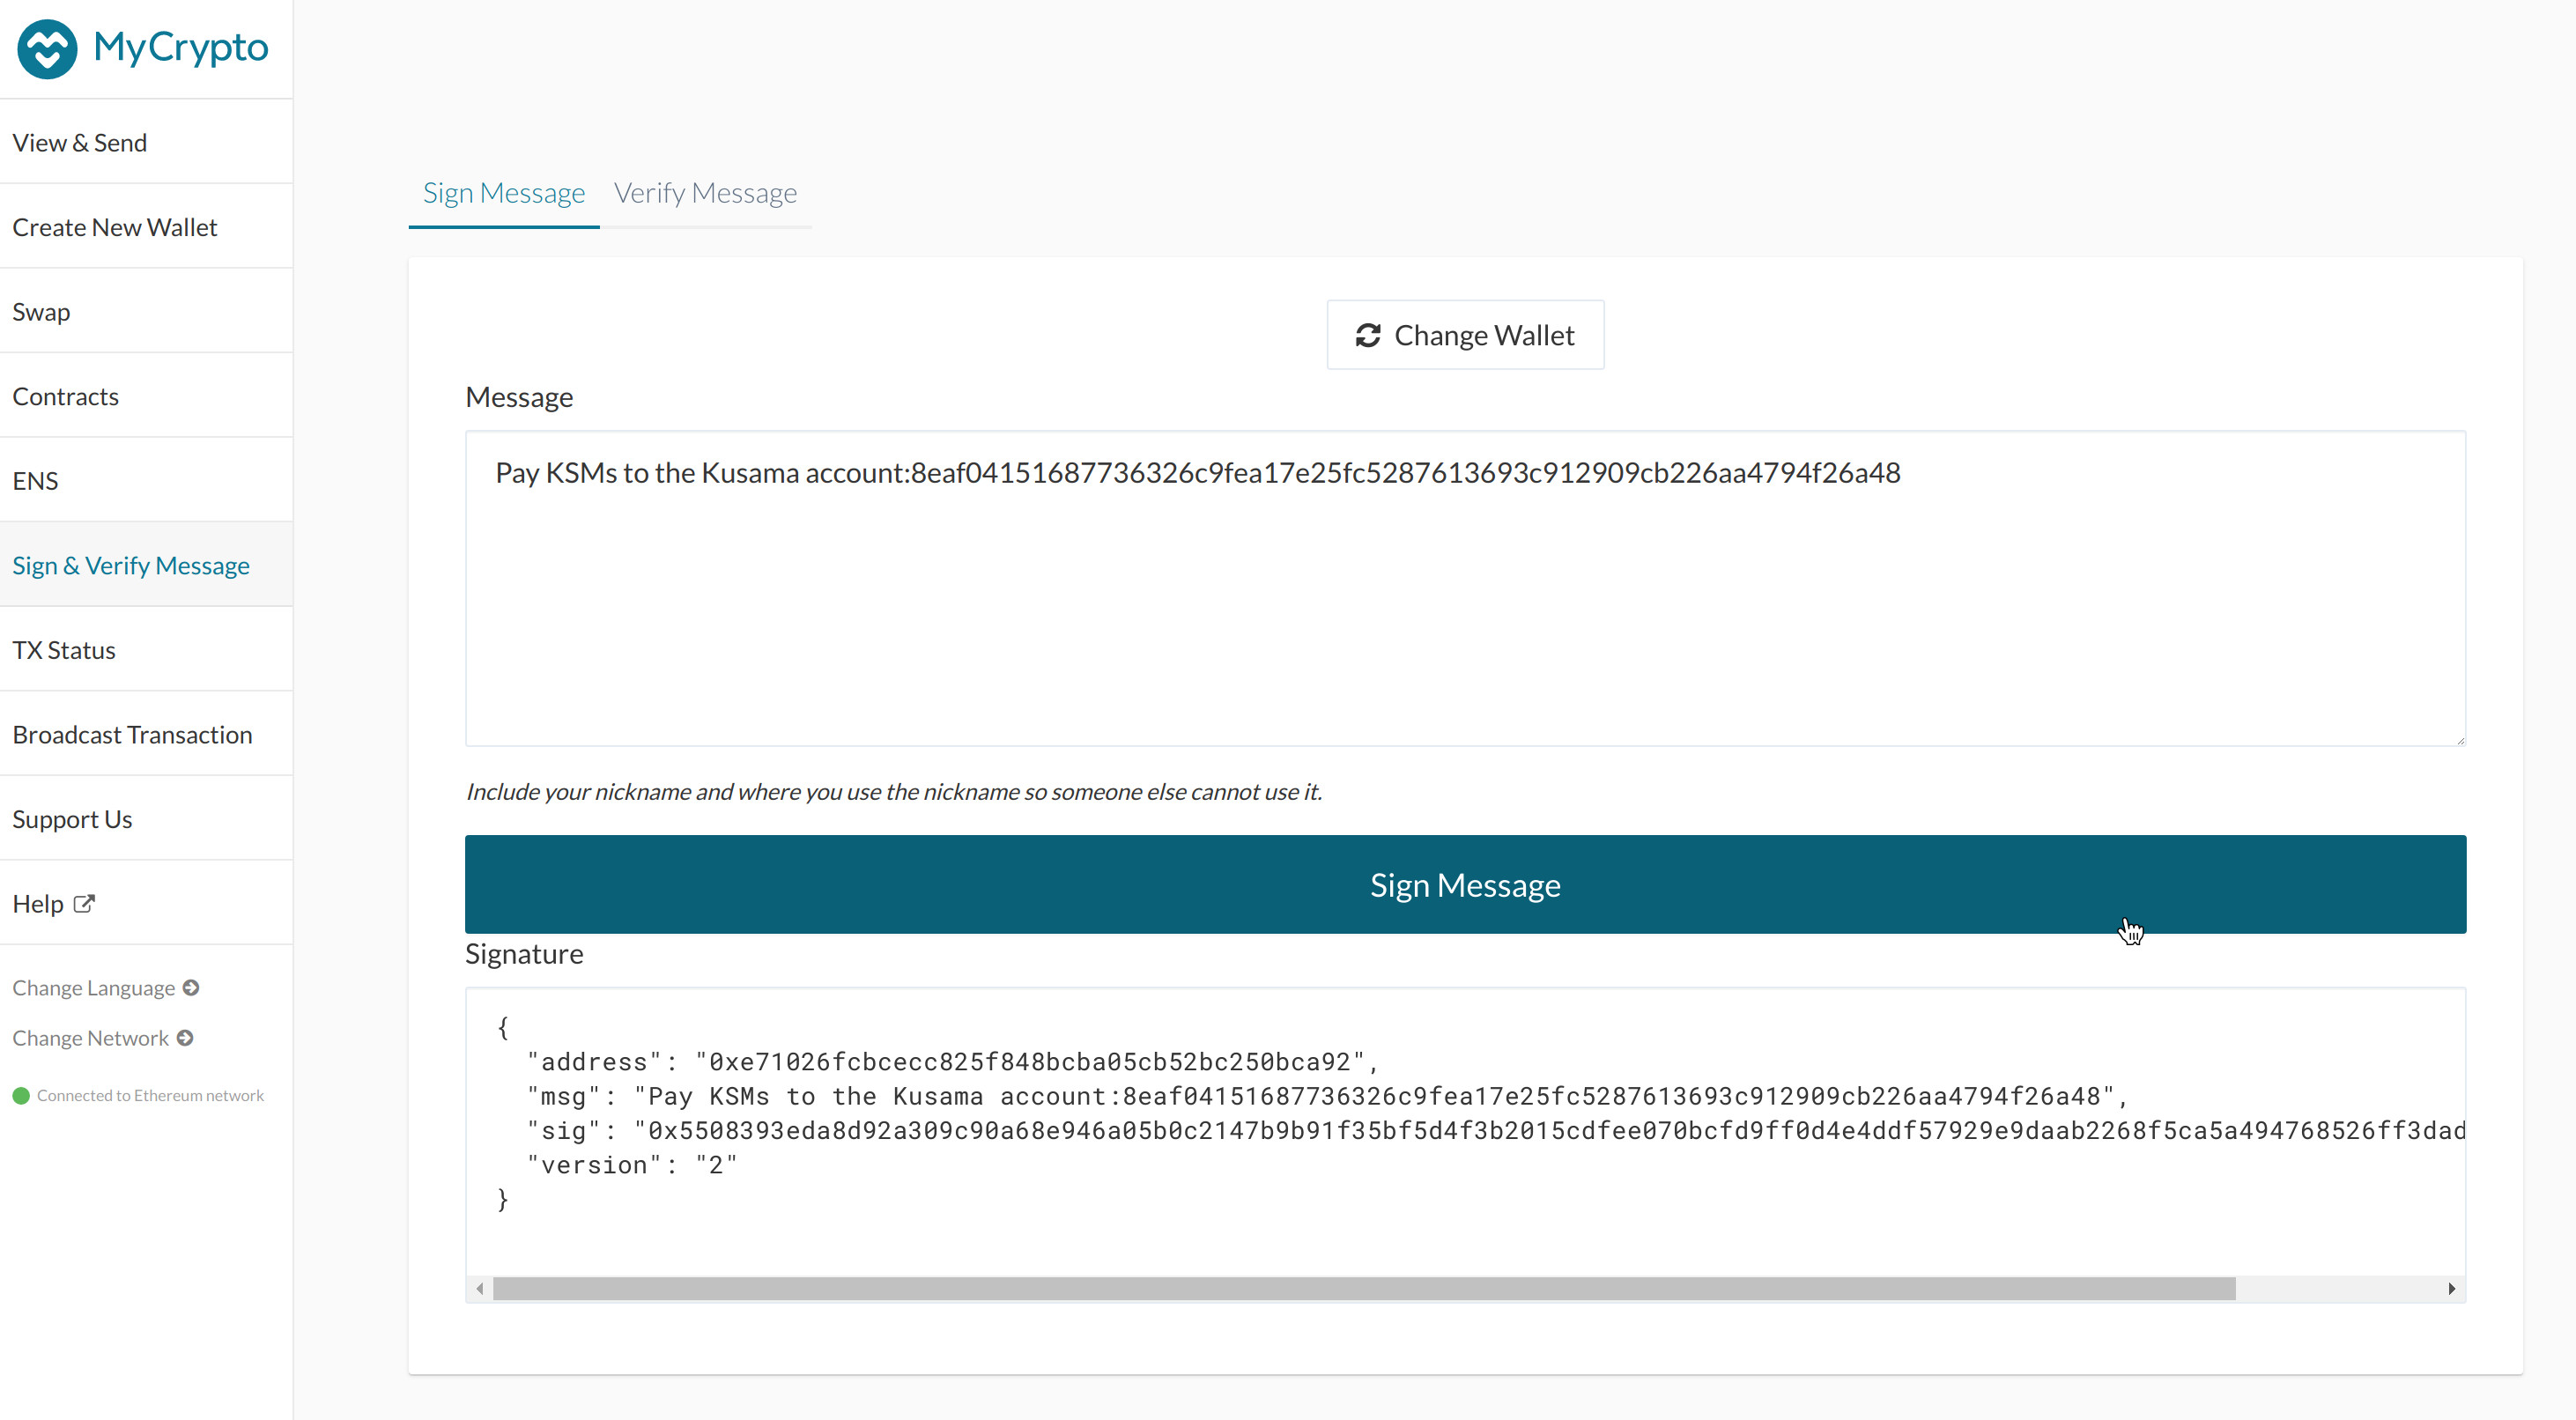 MyCrypto
View & Send
Create New Wallet
Swap
Contracts
ENS
Sign & Verify Message
TX Status
Broadcast Transaction
Support Us
Help
Change Language
Change Network
Connected to Ethereum network
Sign Message Verify Message
Change Wallet
Message
Pay KSMs to the Kusama account:8eaf04151687736326c9fea17e25fc5287613693c912909cb226aa4794f26a48
Include your nickname and where you use the nickname so someone else cannot use it.
Sign Message
Signature
{
"address": "0xe71026fcbcecc825f848bcba05cb52bc250bca92",
"msg": "Pay KSMs to the Kusama account:8eaf04151687736326c9fea17e25fc5287613693c912909cb226aa4794f26a48",
"sig": "0x5508393eda8d92a309c90a68e946a05b0c2147b9b91f35bf5d4f3b2015cdfee070bcfd9ff0d4e4ddf57929e9daab2268f5ca5a494768526ff3dad
"version": "2"
}